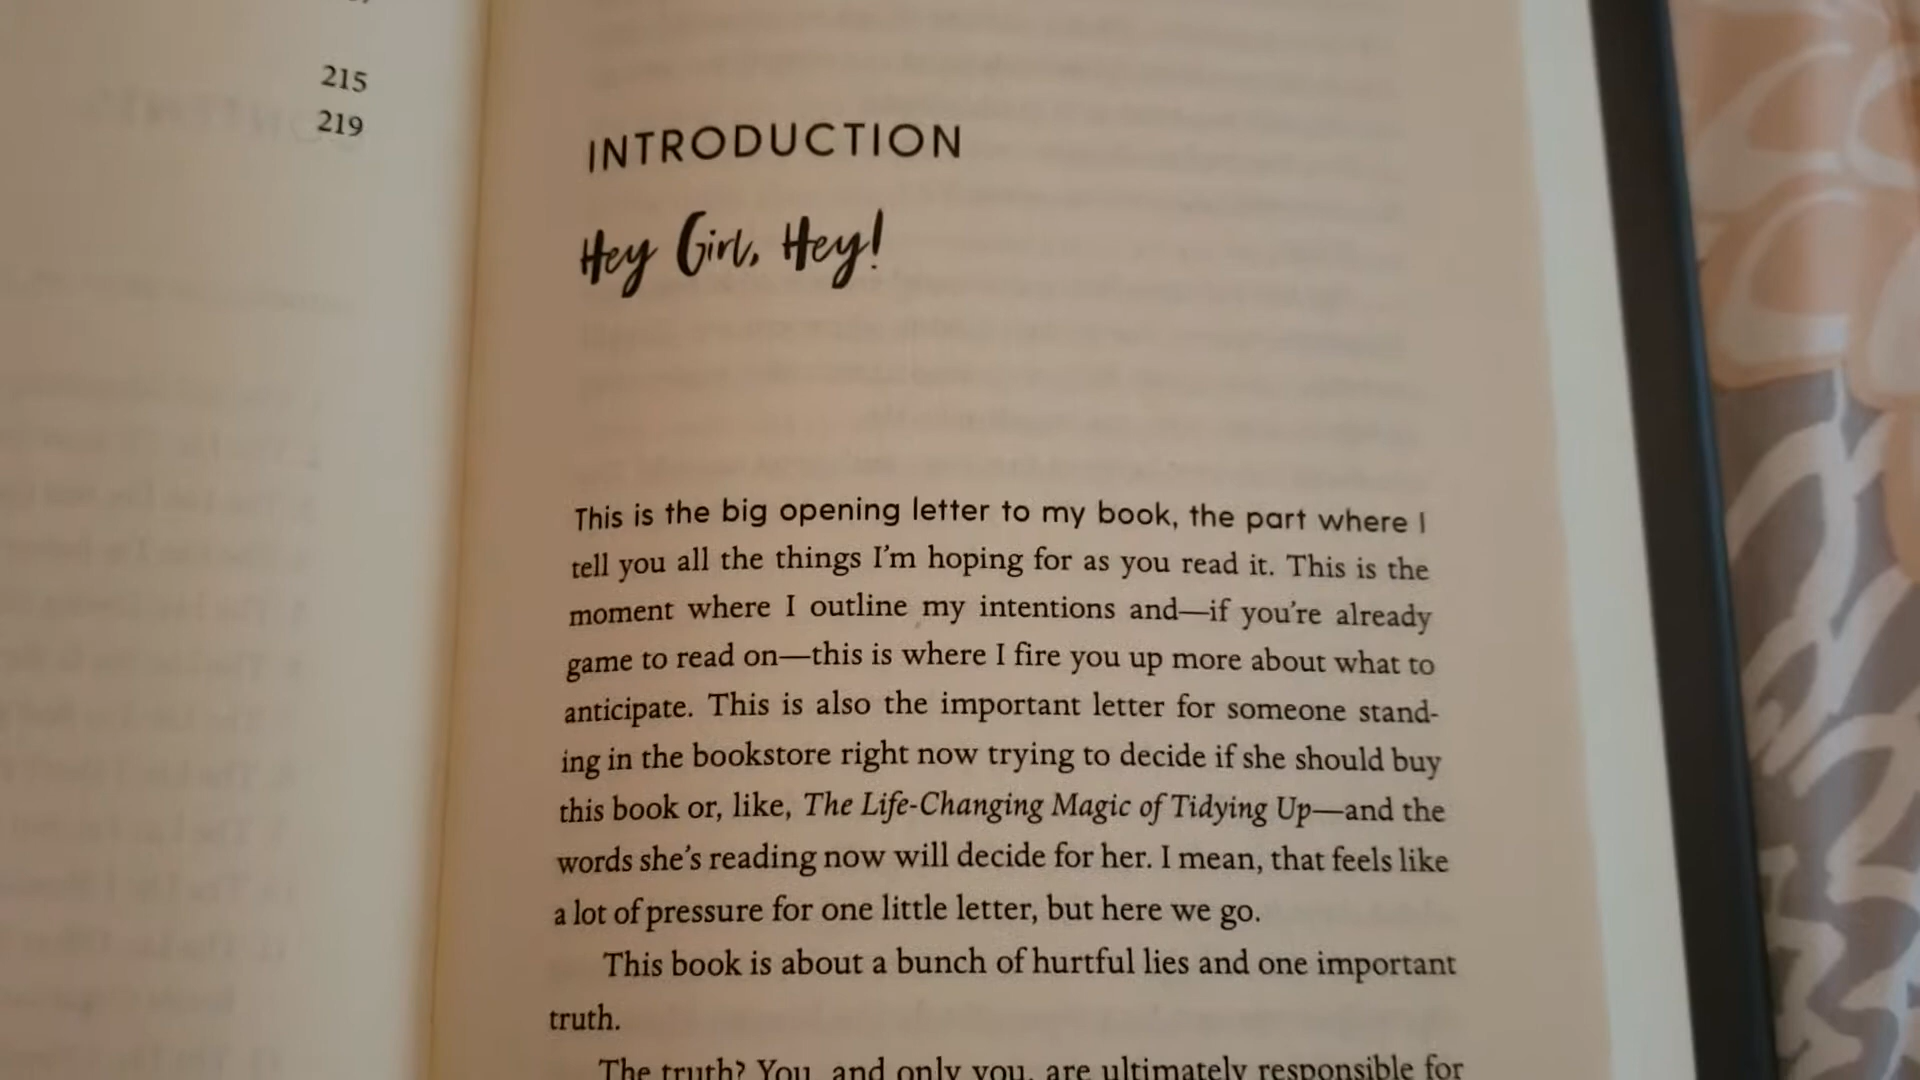 215
219
INTRODUCTION
Hey Girl, Hey!
This is the big opening letter to my book, the part where I
tell you all the things I'm hoping for as you read it. This is the
moment where I outline my intentions and—if you're already
game to read on—this is where I fire you up more about what to
anticipate. This is also the important letter for someone stand-
ing in the bookstore right now trying to decide if she should buy
this book or, like, The Life-Changing Magic of Tidying Up—and the
words she's reading now will decide for her. I mean, that feels like
a lot of pressure for one little letter, but here we go.
This book is about a bunch of hurtful lies and one important
truth.
The truth? You, and only you, are ultimately responsible for